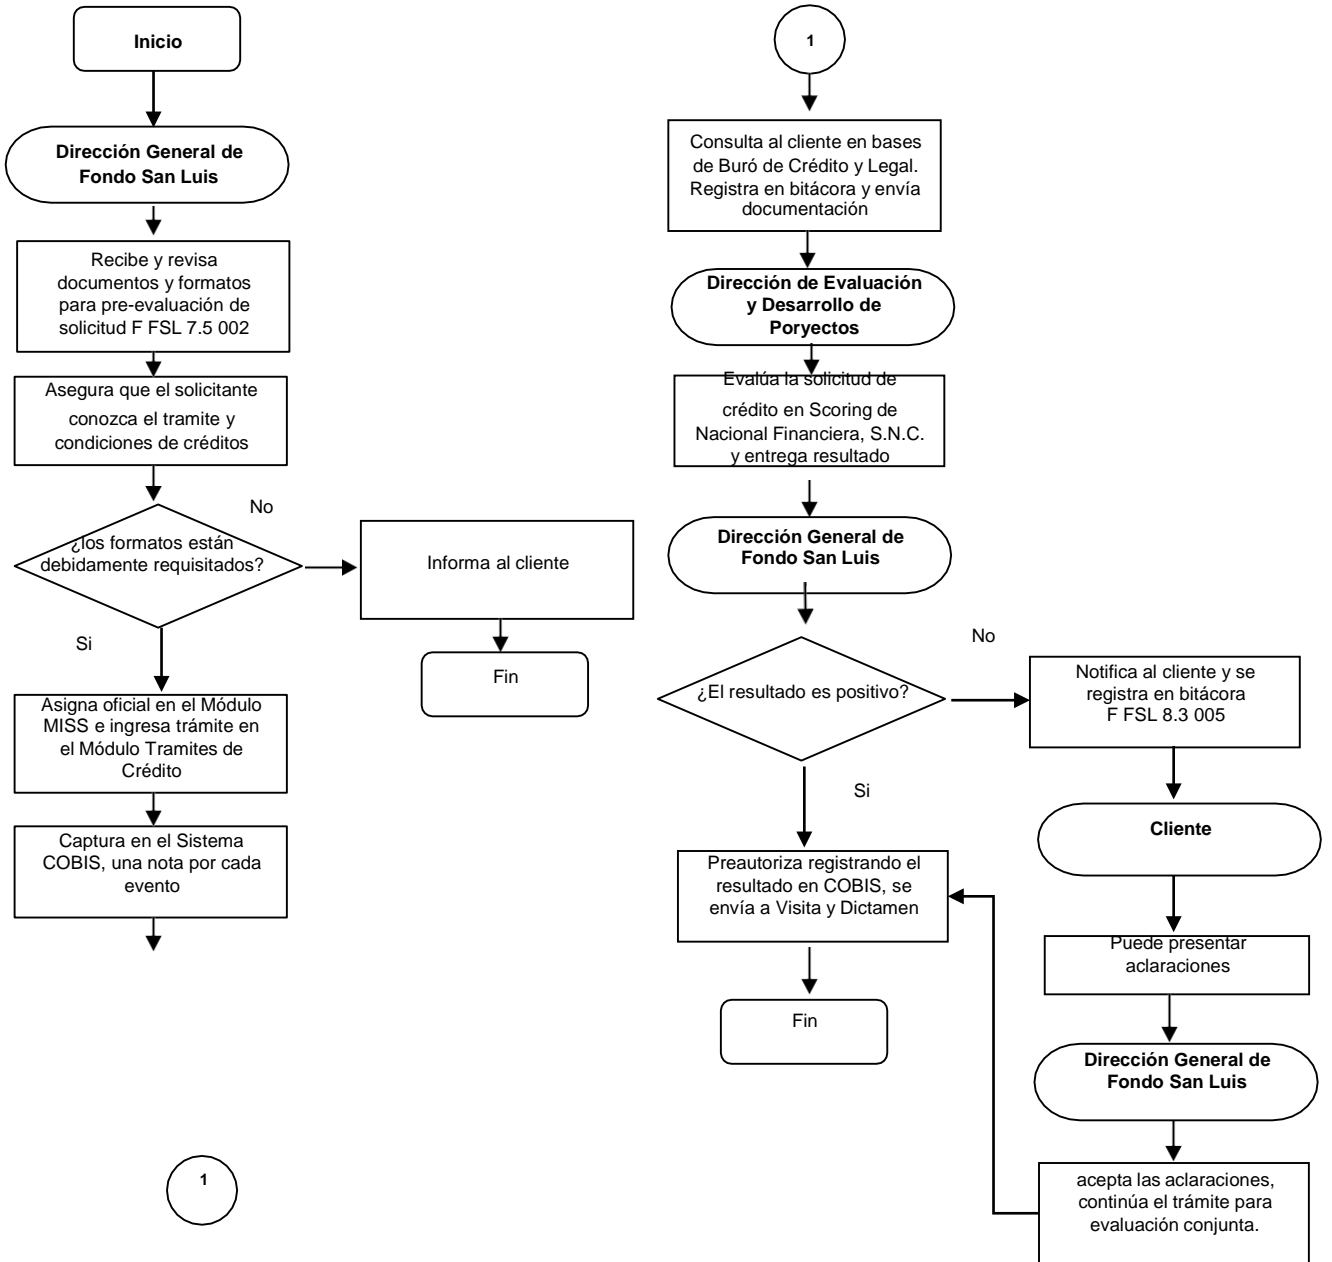 Inicio
Dirección General de
Fondo San Luis
Recibe y revisa
documentos y formatos
para pre-evaluación de
solicitud F FSL 7.5 002
Asegura que el solicitante
conozca el tramite y
condiciones de créditos
No
¿los formatos están
debidamente requisitados?
Informa al cliente
Fin
Si
Asigna oficial en el Módulo
MISS e ingresa trámite en
el Módulo Tramites de
Crédito
Captura en el Sistema
COBIS, una nota por cada
evento
1
1
Consulta al cliente en bases
de Buró de Crédito y Legal.
Registra en bitácora y envía
documentación
Dirección de Evaluación
y Desarrollo de
Poryectos
Evalúa la solicitud de
crédito en Scoring de
Nacional Financiera, S.N.C.
y entrega resultado
Dirección General de
Fondo San Luis
No
¿El resultado es positivo?
Notifica al cliente y se
registra en bitácora
F FSL 8.3 005
Si
Cliente
Preautoriza registrando el
resultado en COBIS, se
envía a Visita y Dictamen
Puede presentar
aclaraciones
Fin
Dirección General de
Fondo San Luis
acepta las aclaraciones,
continúa el trámite para
evaluación conjunta.